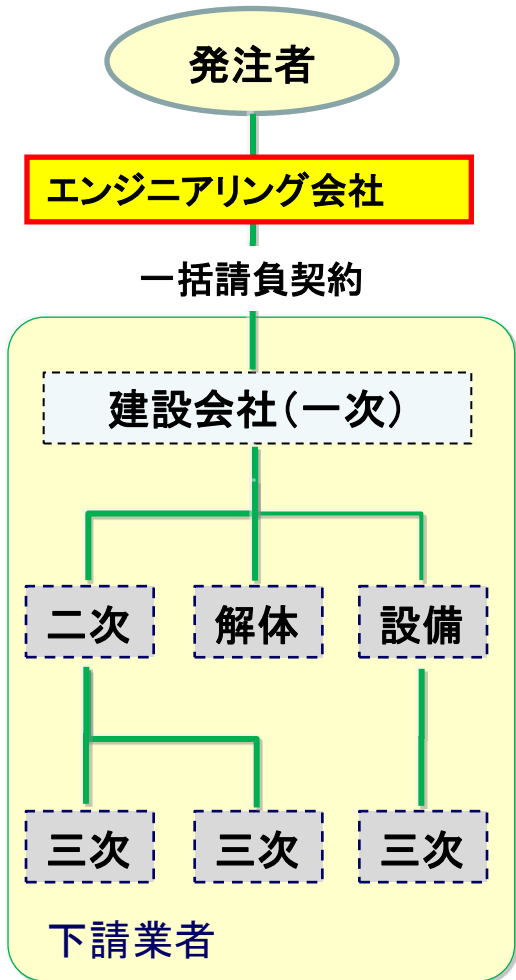 発注者
エンジニアリング会社
一括請負契約
建設会社(一次)
二次
解体
設備
三次
三次
三次
下請業者